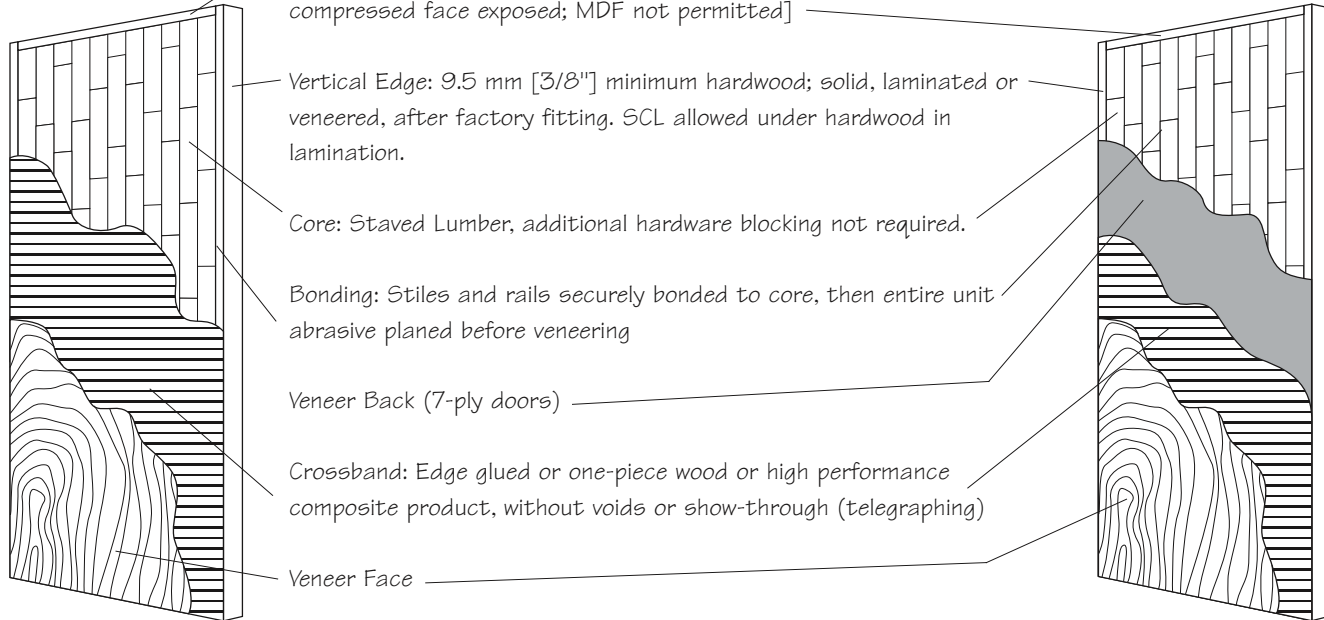 compressed face exposed; MDF not permitted]
Vertical Edge: 9.5 mm [3/8"] minimum hardwood; solid, laminated or
veneered, after factory fitting. SCL allowed under hardwood in
lamination.
Core: Staved Lumber, additional hardware blocking not required.
Bonding: Stiles and rails securely bonded to core, then entire unit
abrasive planed before veneering
Veneer Back (7-ply doors)
Crossband: Edge glued or one-piece wood or high performance
composite product, without voids or show-through (telegraphing)
Veneer Face